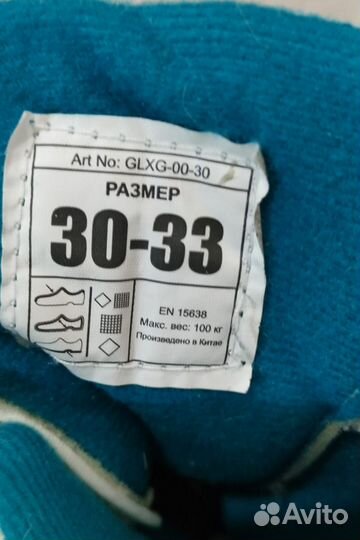 Art No: GLXG-00-30
РАЗМЕР
30-33
EN 15638
Макс. вес: 100 кг
Произведено в Китае
Avito